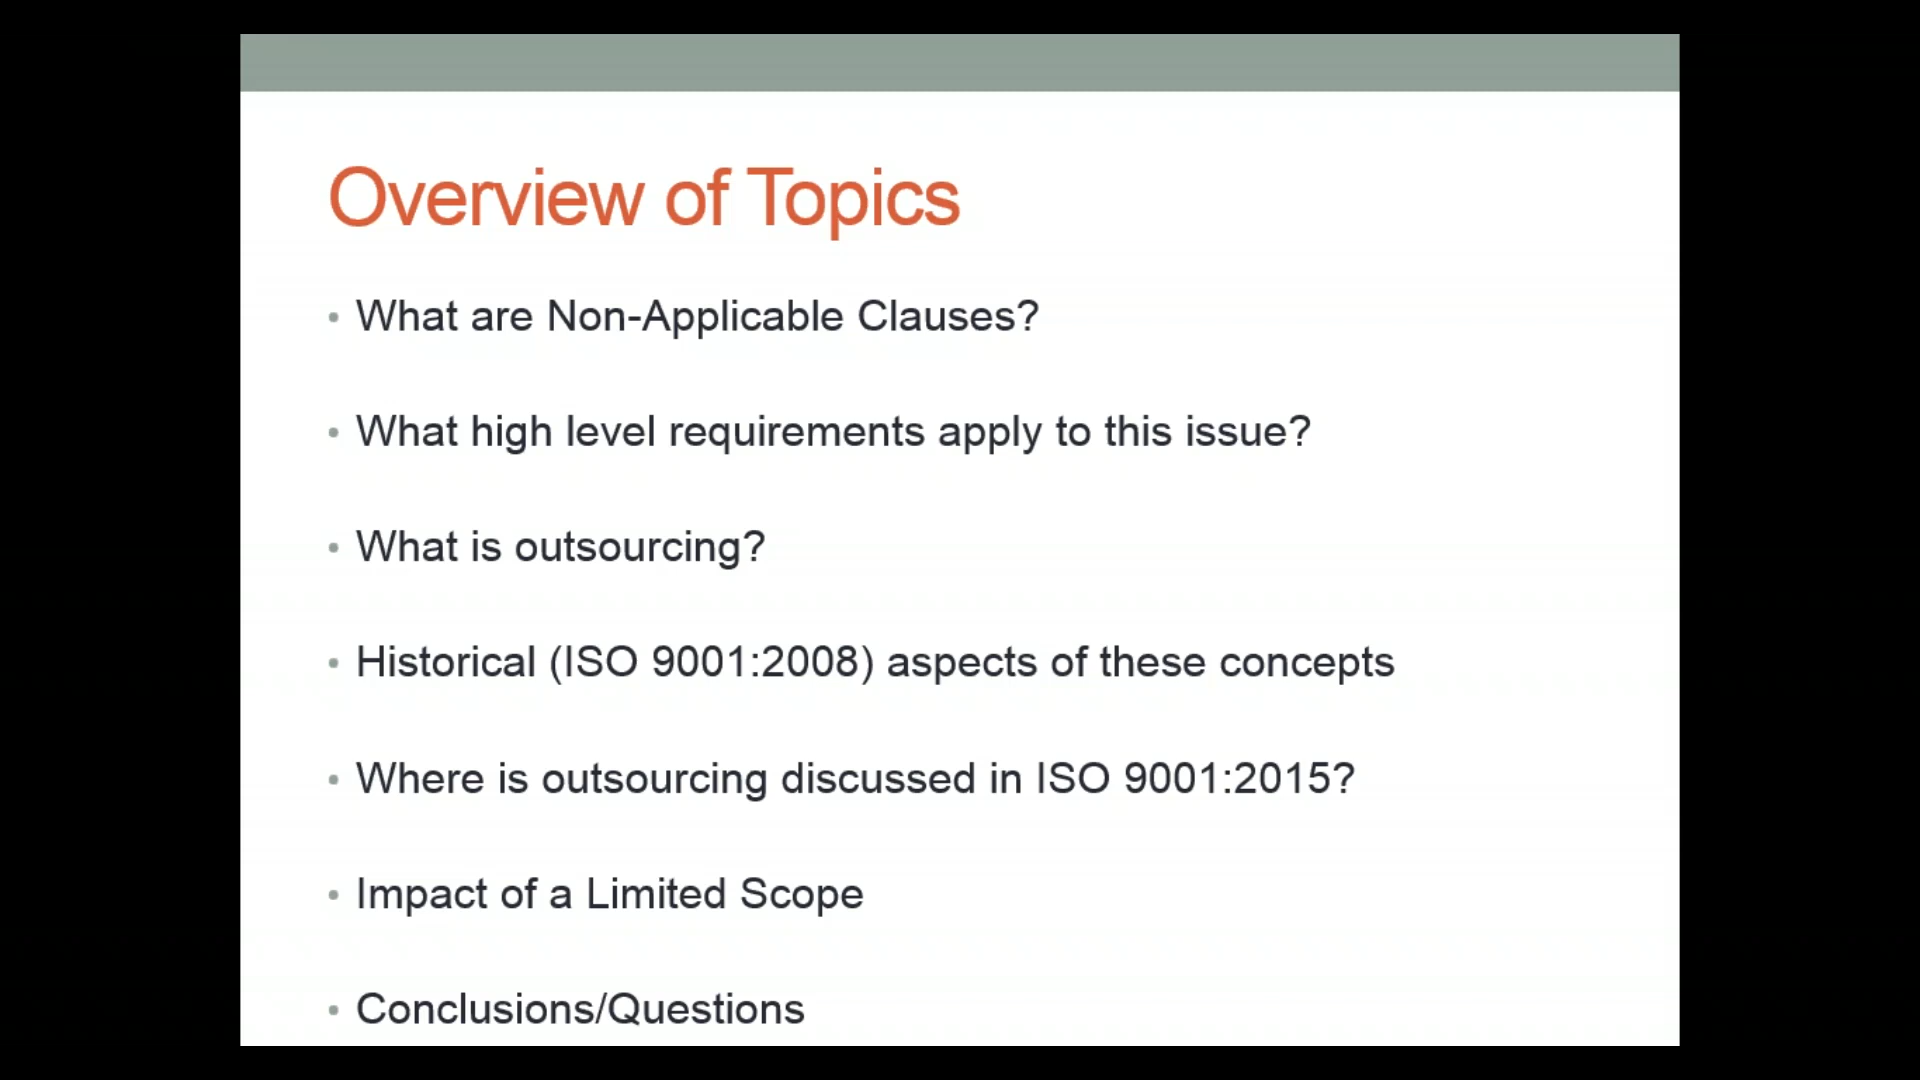 Overview of Topics
• What are Non-Applicable Clauses?
• What high level requirements apply to this issue?
• What is outsourcing?
• Historical (ISO 9001:2008) aspects of these concepts
• Where is outsourcing discussed in ISO 9001:2015?
• Impact of a Limited Scope
• Conclusions/Questions